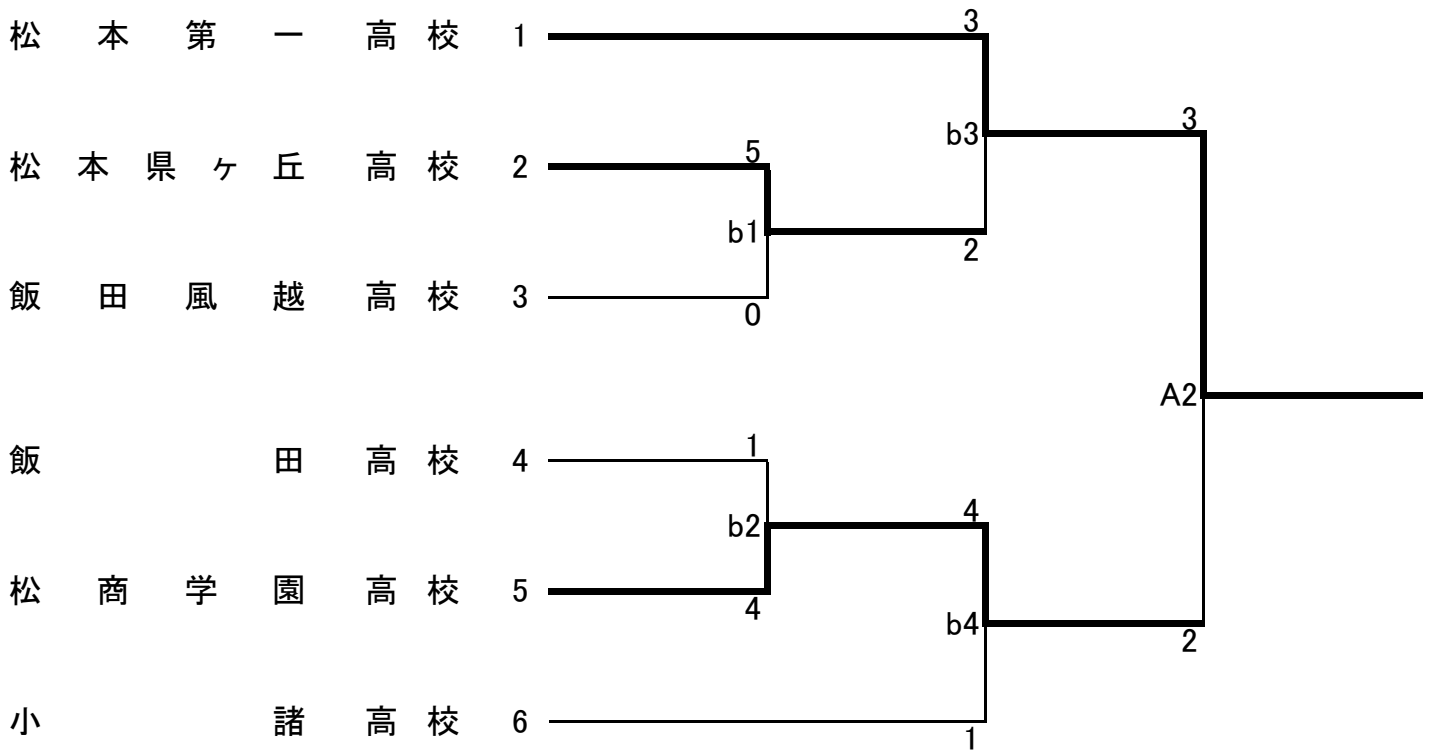 3
松本第一高校 1
b3
3
松本県ヶ丘高校 2
5
b1
2
飯田風越高校 3
0
A2
飯田高校 4
1
b2
4
松商学園高校 5
4
b4
2
小諸高校 6
1